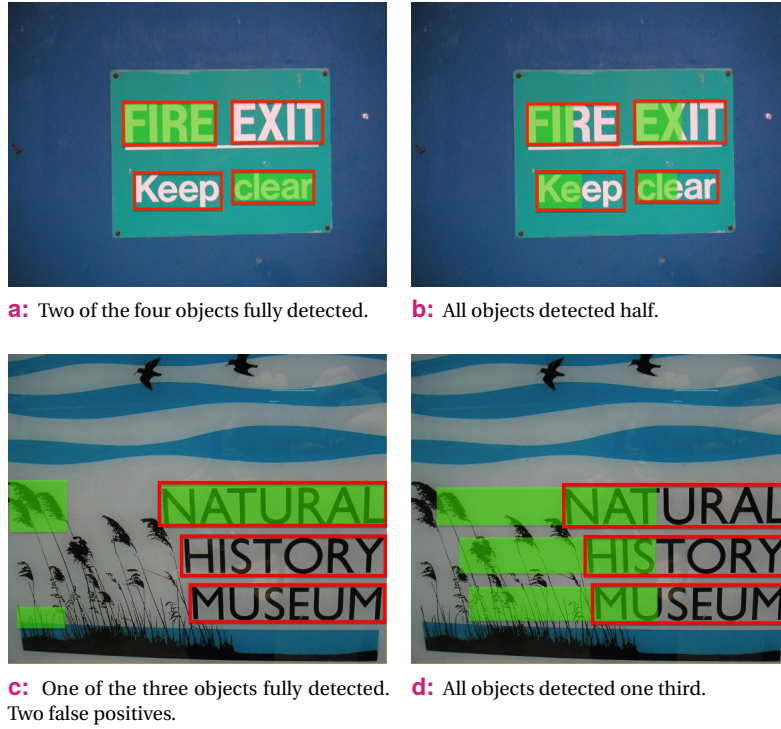 FIRE EXIT
Keep clear
FIRE EXIT
Keep clear
a: Two of the four objects fully detected.
b: All objects detected half.
NATURAL
HISTORY
MUSEUM
NATURAL
HISTORY
MUSEUM
c: One of the three objects fully detected.
Two false positives.
d: All objects detected one third.